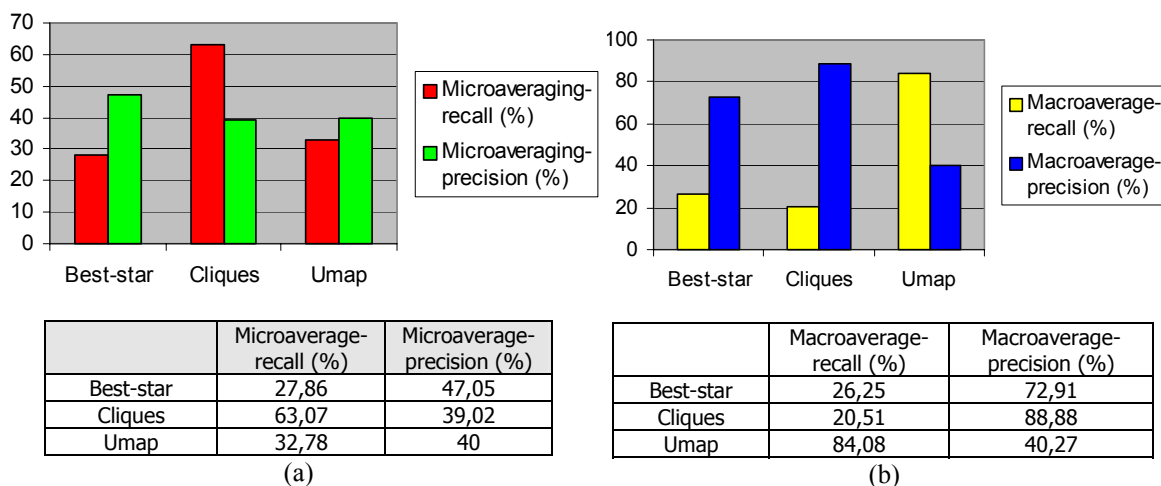 70
60
50
40
30
20
10
0
Best-star Cliques Umap
Microaveraging-
recall (%)
Microaveraging-
precision (%)
Microaverage-
recall (%)
Microaverage-
precision (%)
Best-star 27,86 47,05
Cliques 63,07 39,02
Umap 32,78 40
(a)
100
80
60
40
20
0
Best-star Cliques Umap
Macroaverage-
recall (%)
Macroaverage-
precision (%)
Macroaverage-
recall (%)
Macroaverage-
precision (%)
Best-star 26,25 72,91
Cliques 20,51 88,88
Umap 84,08 40,27
(b)